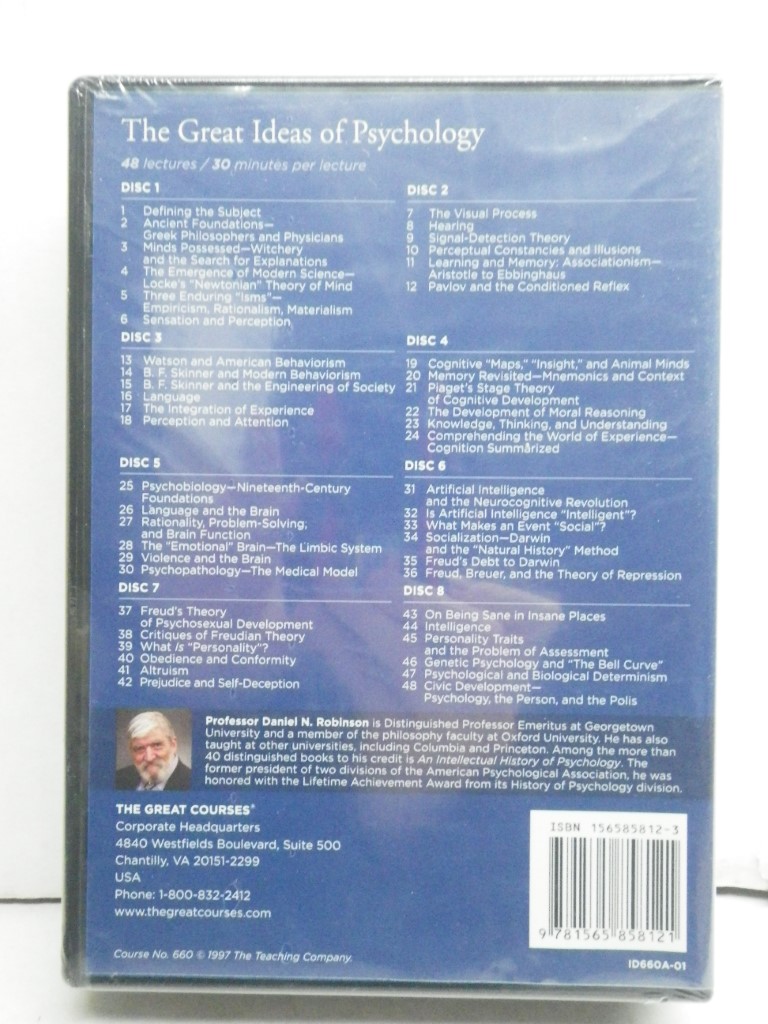 The Great Ideas of Psychology
48 lectures / 30 minutes per lecture
DISC 1
1 Defining the Subject
2 Ancient Foundations—
Greek Philosophers and Physicians
3 Minds Possessed—Witchery
and the Search for Explanations
4 The Emergence of Modern Science—
Locke's "Newtonian" Theory of Mind
5 Three Enduring "Isms"—
Empiricism, Rationalism, Materialism
6 Sensation and Perception
DISC 2
7 The Visual Process
8 Hearing
9 Signal-Detection Theory
10 Perceptual Constancies and Illusions
11 Learning and Memory: Associationism—
Aristotle to Ebbinghaus
12 Pavlov and the Conditioned Reflex
DISC 3
13 Watson and American Behaviorism
14 B. F. Skinner and Modern Behaviorism
15 B. F. Skinner and the Engineering of Society
16 Language
17 The Integration of Experience
18 Perception and Attention
DISC 4
19 Cognitive "Maps," "Insight," and Animal Minds
20 Memory Revisited—Mnemonics and Context
21 Piaget's Stage Theory
of Cognitive Development
22 The Development of Moral Reasoning
23 Knowledge, Thinking, and Understanding
24 Comprehending the World of Experience—
Cognition Summarized
DISC 5
25 Psychobiology—Nineteenth-Century
Foundations
26 Language and the Brain
27 Rationality, Problem-Solving,
and Brain Function
28 The "Emotional" Brain—The Limbic System
29 Violence and the Brain
30 Psychopathology—The Medical Model
DISC 6
31 Artificial Intelligence
and the Neurocognitive Revolution
32 Is Artificial Intelligence "Intelligent"?
33 What Makes an Event "Social"?
34 Socialization—Darwin
and the "Natural History" Method
35 Freud's Debt to Darwin
36 Freud, Breuer, and the Theory of Repression
DISC 7
37 Freud's Theory
of Psychosexual Development
38 Critiques of Freudian Theory
39 What is "Personality"?
40 Obedience and Conformity
41 Altruism
42 Prejudice and Self-Deception
DISC 8
43 On Being Sane in Insane Places
44 Intelligence
45 Personality Traits
and the Problem of Assessment
46 Genetic Psychology and "The Bell Curve"
47 Psychological and Biological Determinism
48 Civic Development—
Psychology, the Person, and the Polis
Professor Daniel N. Robinson is Distinguished Professor Emeritus at Georgetown
University and a member of the philosophy faculty at Oxford University. He has also
taught at other universities, including Columbia and Princeton. Among the more than
40 distinguished books to his credit is An Intellectual History of Psychology. The
former president of two divisions of the American Psychological Association, he was
honored with the Lifetime Achievement Award from its History of Psychology division.
THE GREAT COURSES®
Corporate Headquarters
4840 Westfields Boulevard, Suite 500
Chantilly, VA 20151-2299
USA
Phone: 1-800-832-2412
www.thegreatcourses.com
Course No. 660 © 1997 The Teaching Company.
ISBN 156585812-3
9 781565 858121
ID660A-01